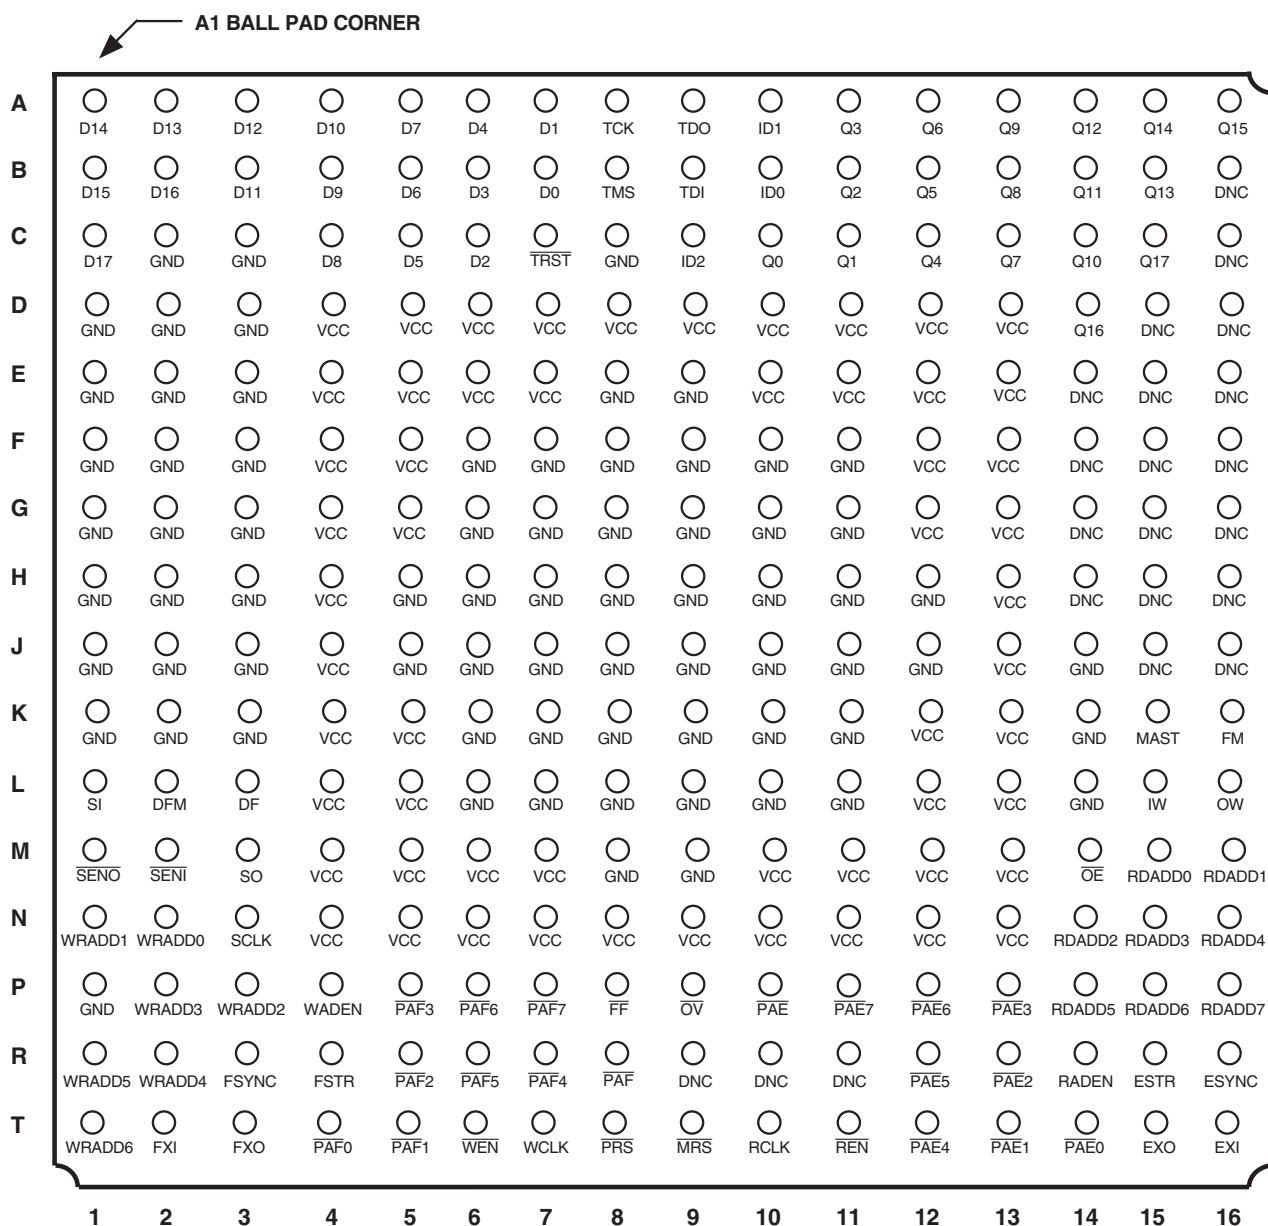 A1 BALL PAD CORNER
A
D14 D13 D12 D10 D7 D4 D1 TCK TDO ID1 Q3 Q6 Q9 Q12 Q14 Q15
B
D15 D16 D11 D9 D6 D3 D0 TMS TDI ID0 Q2 Q5 Q8 Q11 Q13 DNC
C
D17 GND GND D8 D5 D2 TRST GND ID2 Q0 Q1 Q4 Q7 Q10 Q17 DNC
D
GND GND GND VCC VCC VCC VCC VCC VCC VCC VCC VCC VCC Q16 DNC DNC
E
GND GND GND VCC VCC VCC VCC GND GND VCC VCC VCC VCC DNC DNC DNC
F
GND GND GND VCC VCC GND GND GND GND GND GND VCC VCC DNC DNC DNC
G
GND GND GND VCC VCC GND GND GND GND GND GND VCC VCC DNC DNC DNC
H
GND GND GND VCC GND GND GND GND GND GND GND GND VCC DNC DNC DNC
J
GND GND GND VCC GND GND GND GND GND GND GND GND VCC GND DNC DNC
K
GND GND GND VCC VCC GND GND GND GND GND GND VCC VCC GND MAST FM
L
SI DFM DF VCC VCC GND GND GND GND GND GND VCC VCC GND IW OW
M
SENO SENI SO VCC VCC VCC VCC GND GND VCC VCC VCC VCC OE RDADD0 RDADD1
N
WRADD1 WRADD0 SCLK VCC VCC VCC VCC VCC VCC VCC VCC VCC VCC RDADD2 RDADD3 RDADD4
P
GND WRADD3 WRADD2 WADEN PAF3 PAF6 PAF7 FF OV PAE PAE7 PAE6 PAE3 RDADD5 RDADD6 RDADD7
R
WRADD5 WRADD4 FSYNC FSTR PAF2 PAF5 PAF4 PAF DNC DNC DNC PAE5 PAE2 RADEN ESTR ESYNC
T
WRADD6 FXI FXO PAF0 PAF1 WEN WCLK PRS MRS RCLK REN PAE4 PAE1 PAE0 EXO EXI
1 2 3 4 5 6 7 8 9 10 11 12 13 14 15 16